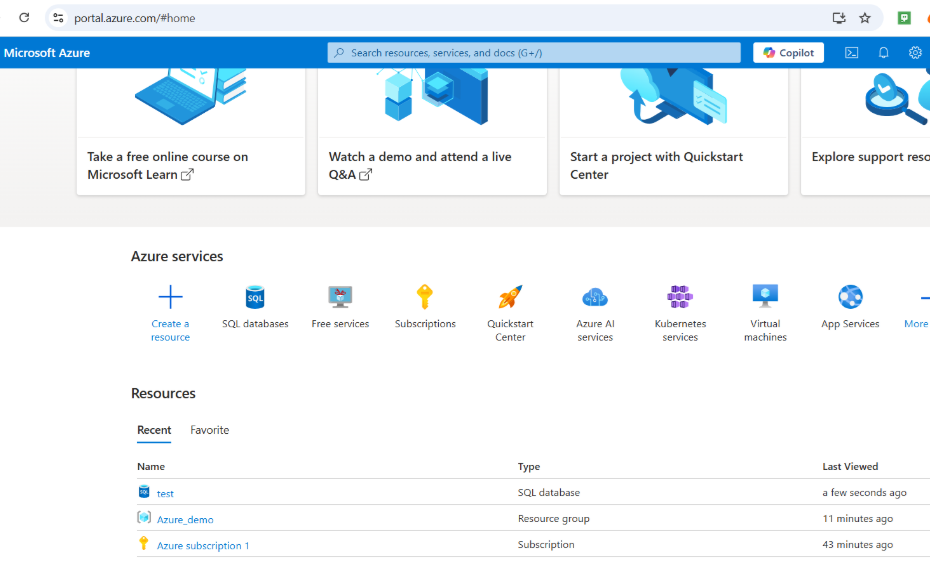 portal.azure.com/#home
Microsoft Azure
Search resources, services, and docs (G+/)
Copilot
Take a free online course on
Microsoft Learn
Watch a demo and attend a live
Q&A
Start a project with Quickstart
Center
Explore support reso
Azure services
Create a
resource
SQL
SQL databases
Free services
Subscriptions
Quickstart
Center
Azure AI
services
Kubernetes
services
Virtual
machines
App Services
More
Resources
Recent
Favorite
Name
Type
Last Viewed
SQL
test
SQL database
a few seconds ago
Azure_demo
Resource group
11 minutes ago
Azure subscription 1
Subscription
43 minutes ago